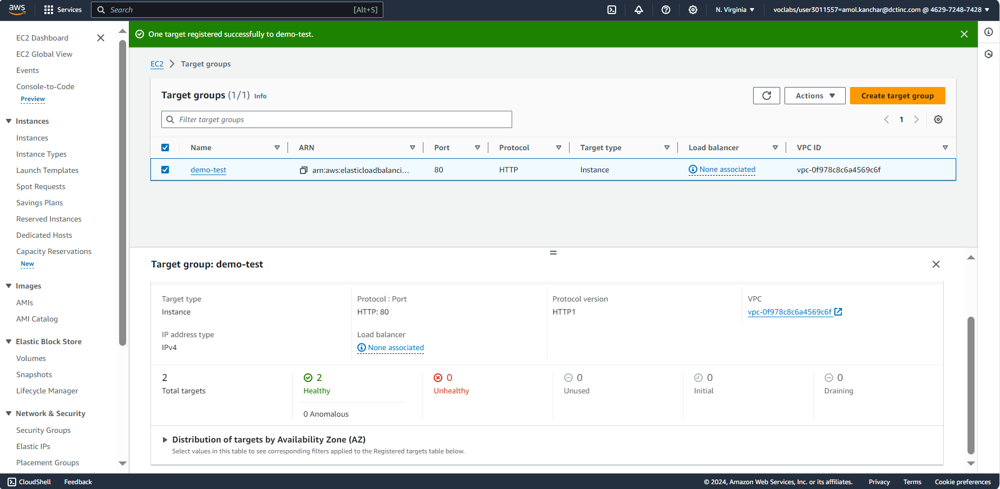 aws
Services
Search
[Alt+S]
N. Virginia
voclabs/user3011557=amol.kanchar@dctinc.com @ 4629-7248-7428
EC2 Dashboard
EC2 Global View
Events
Console-to-Code
Preview
Instances
Instances
Instance Types
Launch Templates
Spot Requests
Savings Plans
Reserved Instances
Dedicated Hosts
Capacity Reservations
New
Images
AMIs
AMI Catalog
Elastic Block Store
Volumes
Snapshots
Lifecycle Manager
Network & Security
Security Groups
Elastic IPs
Placement Groups
One target registered successfully to demo-test.
EC2 Target groups
Target groups (1/1) Info
Actions
Create target group
Filter target groups
1
Name ARN Port Protocol Target type Load balancer VPC ID
demo-test arn:aws:elasticloadbalanci... 80 HTTP Instance None associated vpc-0f978c8c6a4569c6f
Target group: demo-test
Target type Protocol : Port Protocol version VPC
Instance HTTP: 80 HTTP1 vpc-0f978c8c6a4569c6f
IP address type Load balancer
IPv4 None associated
2 2 0 0 0 0
Total targets Healthy Unhealthy Unused Initial Draining
0 Anomalous
Distribution of targets by Availability Zone (AZ)
Select values in this table to see corresponding filters applied to the Registered targets table below.
CloudShell Feedback © 2024, Amazon Web Services, Inc. or its affiliates. Privacy Terms Cookie preferences